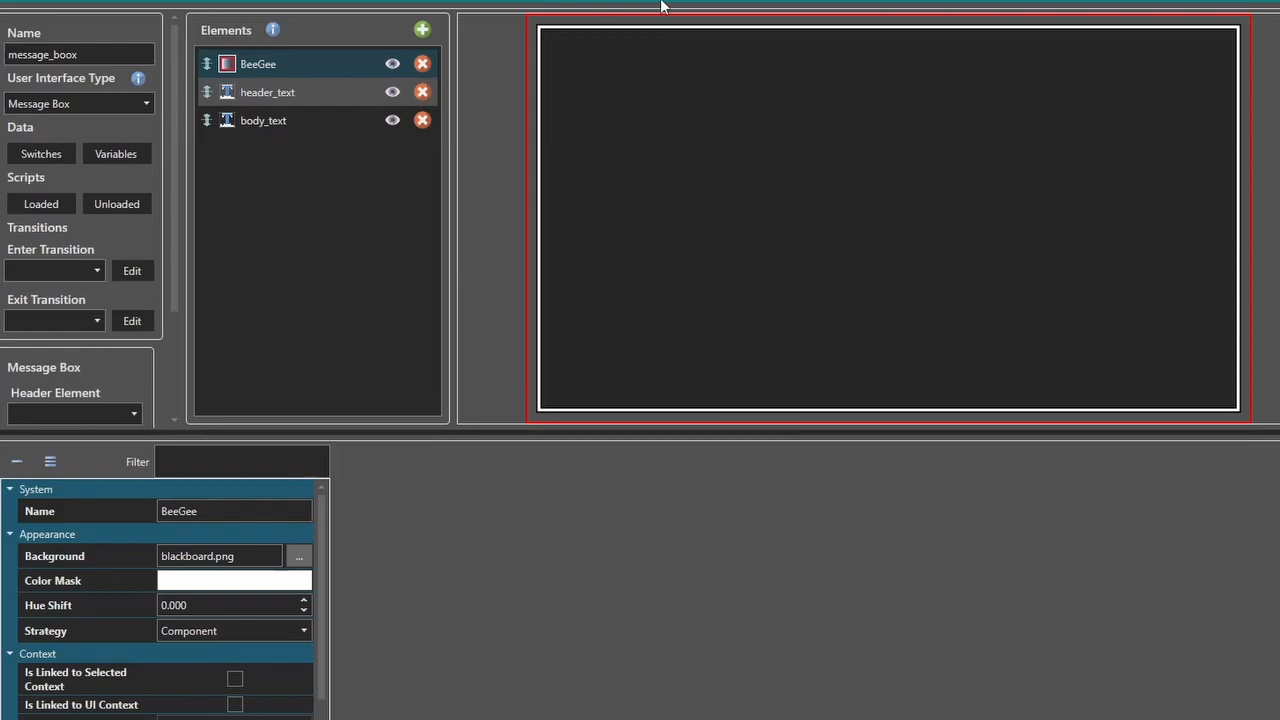 Name
message_boox
User Interface Type
Message Box
Data
Switches Variables
Scripts
Loaded Unloaded
Transitions
Enter Transition
Edit
Exit Transition
Edit
Message Box
Header Element
Elements
BeeGee
header_text
body_text
Filter
System
Name BeeGee
Appearance
Background blackboard.png ...
Color Mask
Hue Shift 0.000
Strategy Component
Context
Is Linked to Selected
Context
Is Linked to UI Context